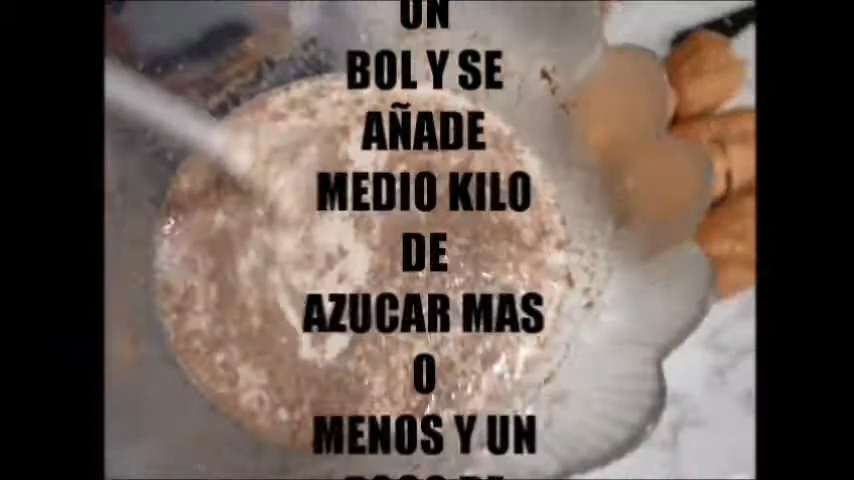 UN
BOL Y SE
AÑADE
MEDIO KILO
DE
AZUCAR MAS
O
MENOS Y UN